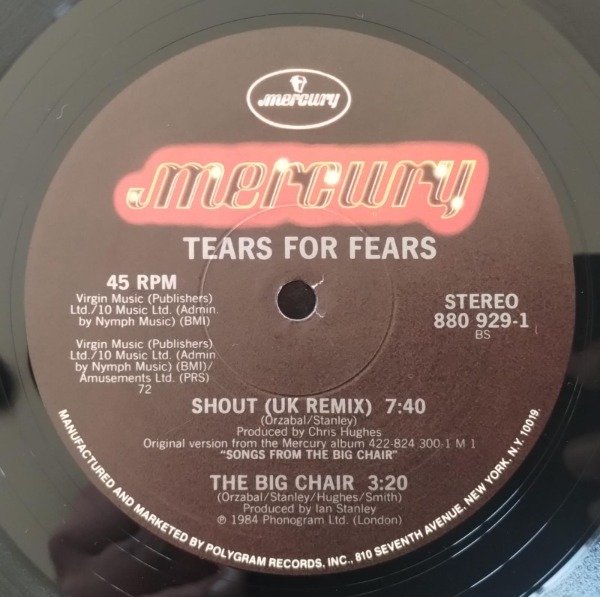 mercury
mercury
TEARS FOR FEARS
45 RPM
Virgin Music (Publishers)
Ltd./10 Music Ltd. (Admin.
by Nymph Music) (BMI)
Virgin Music (Publishers)
Ltd./10 Music Ltd. (Admin
by Nymph Music) (BMI)/
Amusements Ltd. (PRS)
72
STEREO
880 929-1
BS
SHOUT (UK REMIX) 7:40
(Orzabal/Stanley)
Produced by Chris Hughes
Original version from the Mercury album 422-824 300-1 M 1
"SONGS FROM THE BIG CHAIR"
THE BIG CHAIR 3:20
(Orzabal/Stanley/Hughes/Smith)
Produced by Ian Stanley
℗ 1984 Phonogram Ltd. (London)
MANUFACTURED AND MARKETED BY POLYGRAM RECORDS, INC., 810 SEVENTH AVENUE, NEW YORK, N.Y. 10019.